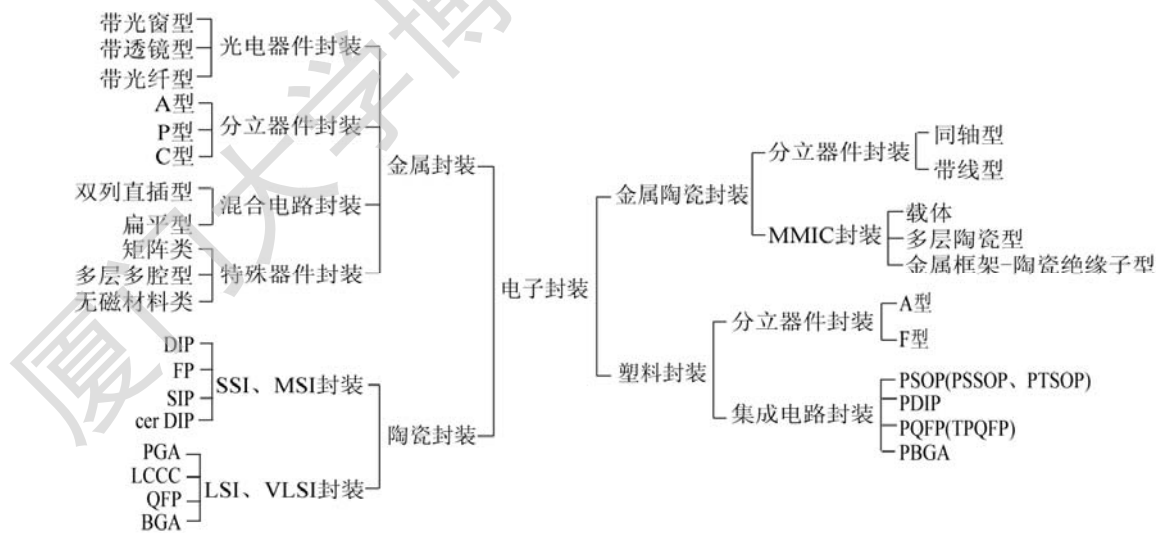 带光窗型
带透镜型
带光纤型
光电器件封装
A型
P型
C型
分立器件封装
双列直插型
扁平型
混合电路封装
矩阵类
多层多腔型
无磁材料类
特殊器件封装
金属封装
DIP
FP
SIP
cer DIP
SSI、MSI封装
PGA
LCCC
QFP
BGA
LSI、VLSI封装
陶瓷封装
电子封装
金属陶瓷封装
分立器件封装
同轴型
带线型
MMIC封装
载体
多层陶瓷型
金属框架-陶瓷绝缘子型
塑料封装
分立器件封装
A型
F型
集成电路封装
PSOP(PSSOP、PTSOP)
PDIP
PQFP(TPQFP)
PBGA
厦门大学博